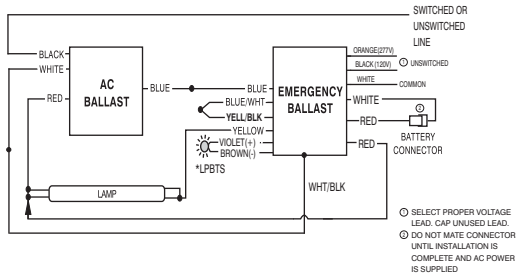 SWITCHED OR
UNSWITCHED
LINE
BLACK
WHITE
RED
AC
BALLAST
BLUE
BLUE
BLUE/WHT
YELL/BLK
YELLOW
VIOLET(+)
BROWN(-)
*LPBTS
EMERGENCY
BALLAST
ORANGE(277V)
BLACK (120V)
1 UNSWITCHED
WHITE
COMMON
WHITE
2
RED
BATTERY
CONNECTOR
RED
LAMP
WHT/BLK
1 SELECT PROPER VOLTAGE
LEAD. CAP UNUSED LEAD.
2 DO NOT MATE CONNECTOR
UNTIL INSTALLATION IS
COMPLETE AND AC POWER
IS SUPPLIED